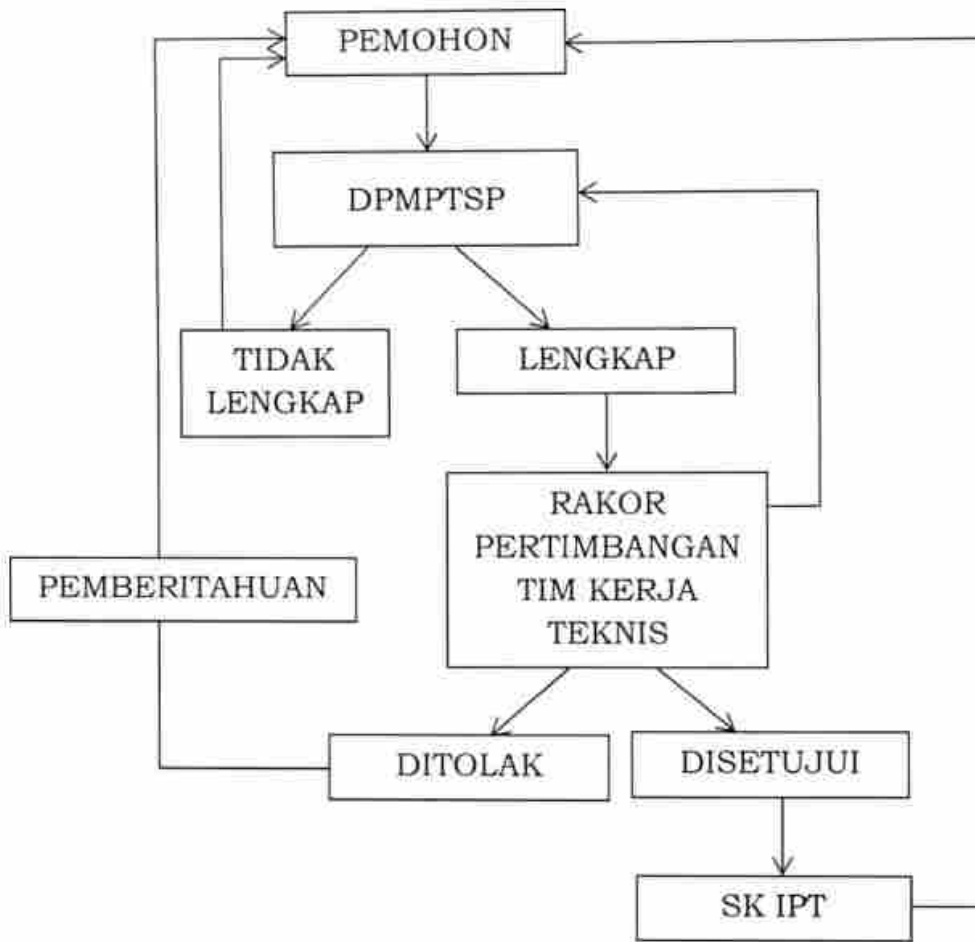 PEMOHON
DPMPTSP
TIDAK
LENGKAP
LENGKAP
RAKOR
PERTIMBANGAN
TIM KERJA
TEKNIS
PEMBERITAHUAN
DITOLAK
DISETUJUI
SK IPT